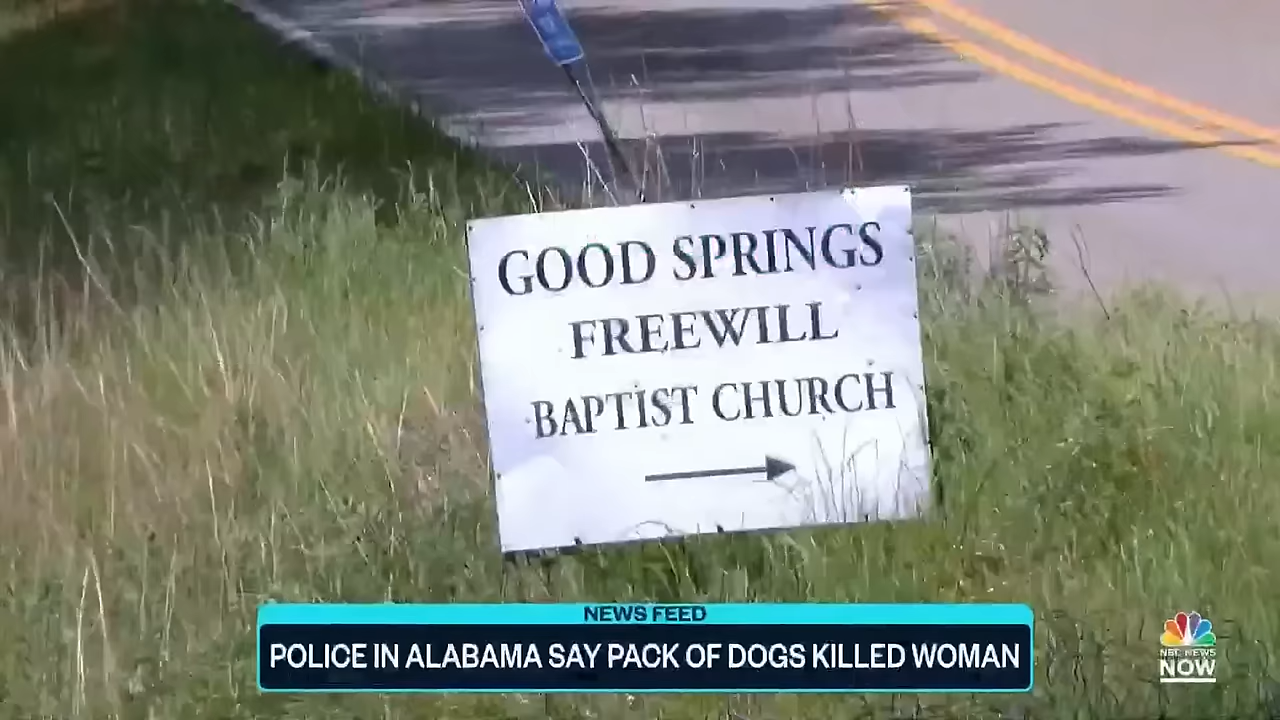 GOOD SPRINGS
FREEWILL
BAPTIST CHURCH
NEWS FEED
POLICE IN ALABAMA SAY PACK OF DOGS KILLED WOMAN
NBC NEWS
NOW